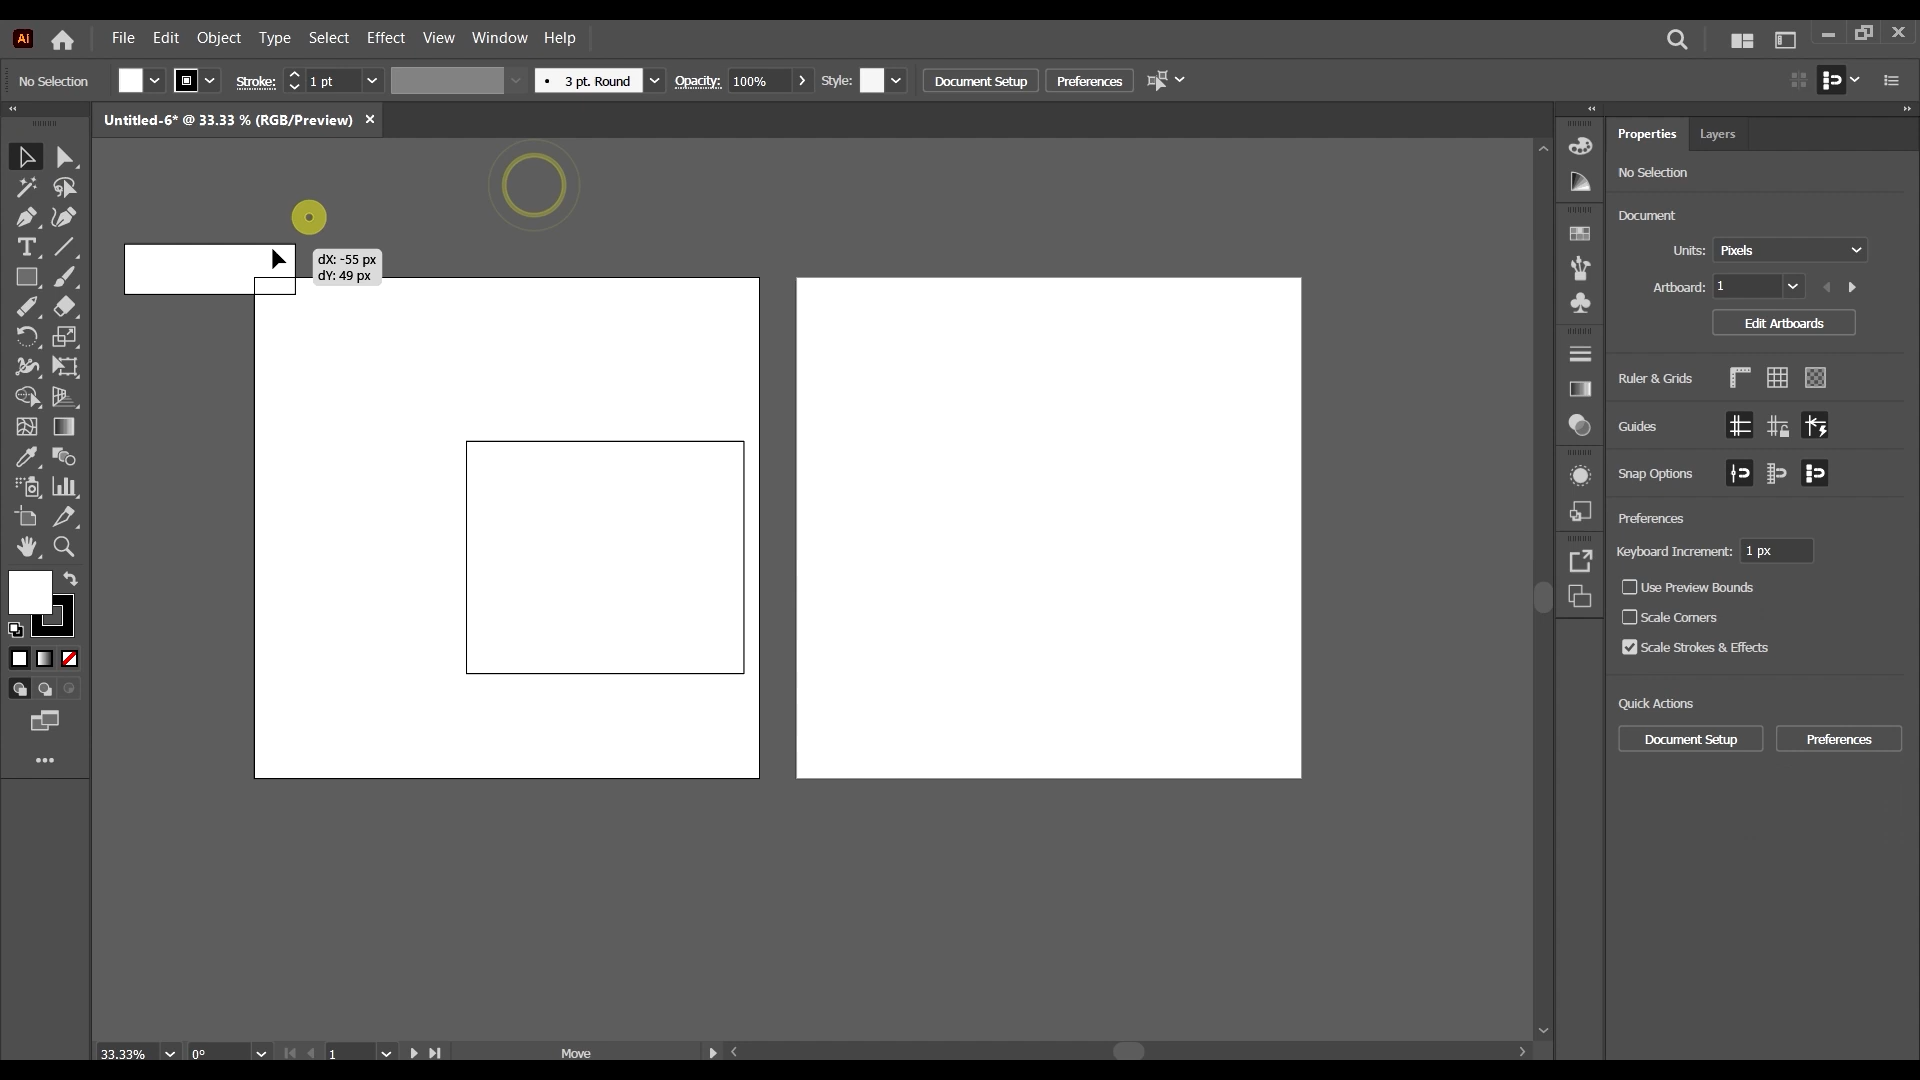 Ai File Edit Object Type Select Effect View Window Help
No Selection Stroke: 1 pt 3 pt. Round Opacity: 100% Style: Document Setup Preferences
Untitled-6* @ 33.33 % (RGB/Preview) ×
Properties Layers
No Selection
Document
Units: Pixels
Artboard: 1
Edit Artboards
Ruler & Grids
Guides
Snap Options
Preferences
Keyboard Increment: 1 px
Use Preview Bounds
Scale Corners
Scale Strokes & Effects
Quick Actions
Document Setup Preferences
dX: -55 px
dY: 49 px
33.33% 0° 1 Move